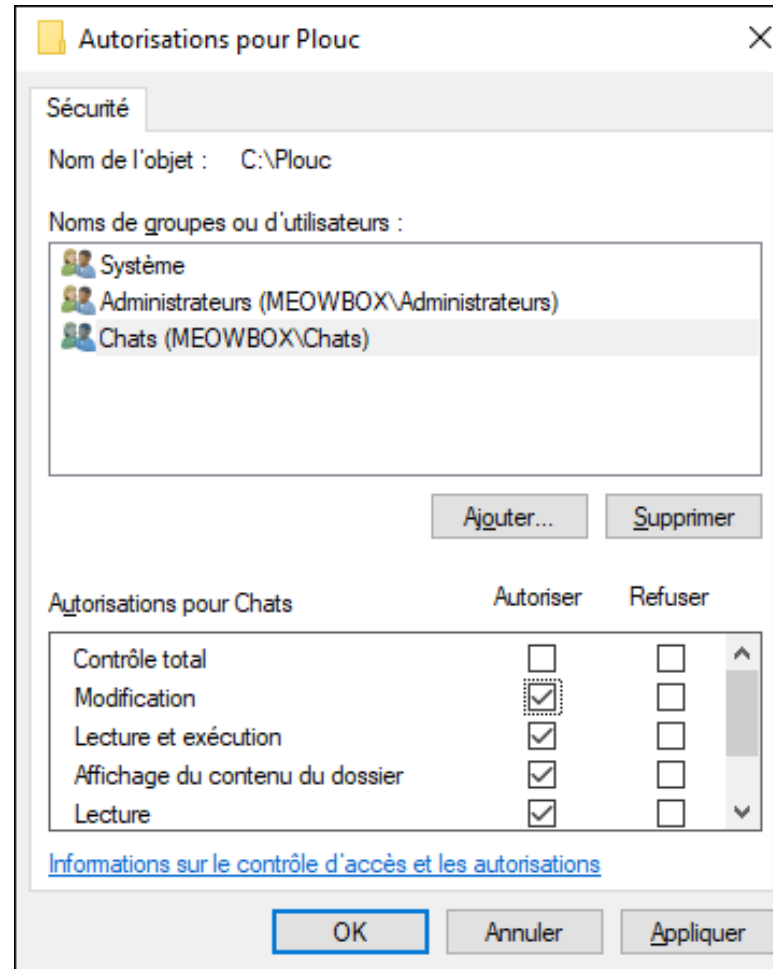 Autorisations pour Plouc
Sécurité
Nom de l'objet : C:\Plouc
Noms de groupes ou d'utilisateurs :
Système
Administrateurs (MEOWBOX\Administrateurs)
Chats (MEOWBOX\Chats)
Ajouter... Supprimer
Autorisations pour Chats Autoriser Refuser
Contrôle total
Modification
Lecture et exécution
Affichage du contenu du dossier
Lecture
Informations sur le contrôle d'accès et les autorisations
OK Annuler Appliquer